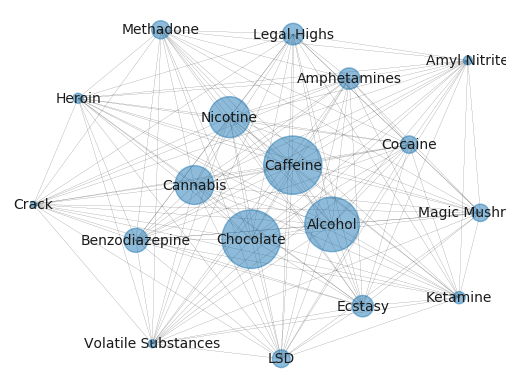 Methadone
Legal Highs
Amyl Nitrite
Amphetamines
Heroin
Nicotine
Cocaine
Caffeine
Cannabis
Crack
Magic Mushr
Alcohol
Benzodiazepine
Chocolate
Ketamine
Ecstasy
Volatile Substances
LSD